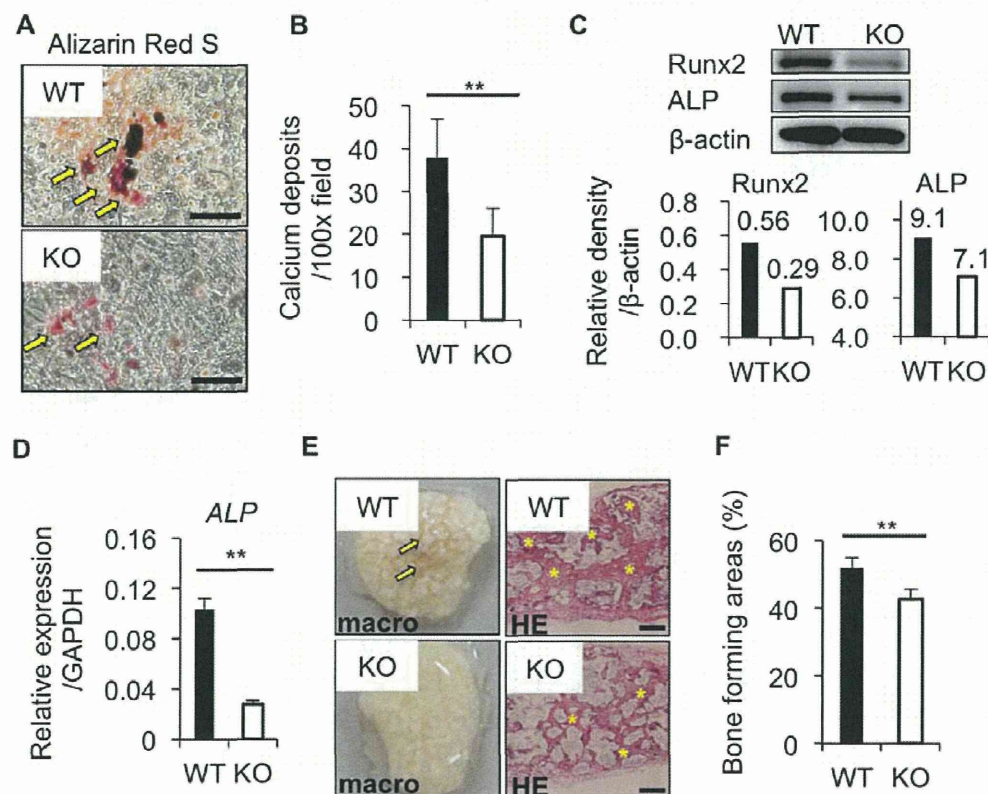 A
Alizarin Red S
WT
KO
B
Calcium deposits
/100x field
50
40
30
20
10
0
**
WT KO
C
WT KO
Runx2
ALP
β-actin
Relative density
/β-actin
Runx2
0.8
0.6
0.4
0.2
0.0
0.56
0.29
WT KO
ALP
10.0
8.0
6.0
4.0
9.1
7.1
WT KO
D
Relative expression
/GAPDH
ALP
0.16
0.12
0.08
0.04
0
**
WT KO
E
WT
macro
WT
HE
* * * *
KO
macro
KO
HE
* * *
F
Bone forming areas (%)
60
40
20
0
**
WT KO